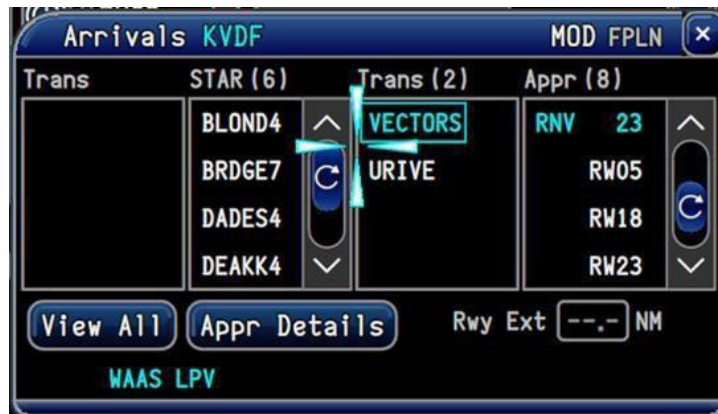 Arrivals KVDF MOD FPLN ×
Trans STAR (6) Trans (2) Appr (8)
BLOND4 VECTORS RNV 23
BRDGE7 URIVE RW05
DADES4 RW18
DEAKK4 RW23
View All Appr Details Rwy Ext --.- NM
WAAS LPV